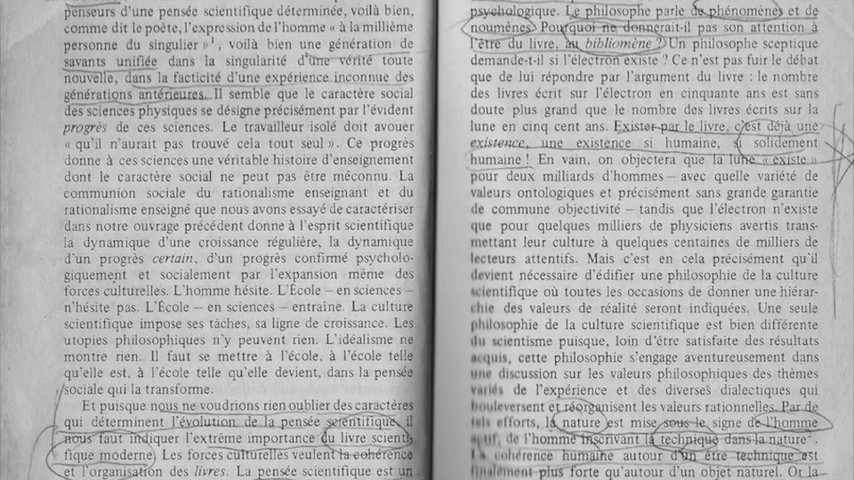 penseurs d'une pensée scientifique déterminée, voilà bien,
comme dit le poète, l'expression de l'homme « à la millième
personne du singulier »¹, voilà bien une génération de
savants unifiée dans la singularité d'une vérité toute
nouvelle, dans la facticité d'une expérience inconnue des
générations antérieures. Il semble que le caractère social
des sciences physiques se désigne précisément par l'évident
progrès de ces sciences. Le travailleur isolé doit avouer
« qu'il n'aurait pas trouvé cela tout seul ». Ce progrès
donne à ces sciences une véritable histoire d'enseignement
dont le caractère social ne peut pas être méconnu. La
communion sociale du rationalisme enseignant et du
rationalisme enseigné que nous avons essayé de caractériser
dans notre ouvrage précédent donne à l'esprit scientifique
la dynamique d'une croissance régulière, la dynamique
d'un progrès certain, d'un progrès confirmé psycholo-
giquement et socialement par l'expansion même des
forces culturelles. L'homme hésite. L'École — en sciences —
n'hésite pas. L'École — en sciences — entraîne. La culture
scientifique impose ses tâches, sa ligne de croissance. Les
utopies philosophiques n'y peuvent rien. L'idéalisme ne
montre rien. Il faut se mettre à l'école, à l'école telle
qu'elle est, à l'école telle qu'elle devient, dans la pensée
sociale qui la transforme.
Et puisque nous ne voudrions rien oublier des caractères
qui déterminent l'évolution de la pensée scientifique, il
nous faut indiquer l'extrême importance du livre scienti-
fique moderne. Les forces culturelles veulent la cohérence
et l'organisation des livres. La pensée scientifique est un
psychologique. Le philosophe parle de phénomènes et de
noumènes. Pourquoi ne donnerait-il pas son attention à
l'être du livre, au bibliomène ? Un philosophe sceptique
demande-t-il si l'électron existe ? Ce n'est pas fuir le débat
que de lui répondre par l'argument du livre : le nombre
des livres écrit sur l'électron en cinquante ans est sans
doute plus grand que le nombre des livres écrits sur la
lune en cinq cent ans. Exister par le livre, c'est déjà une
existence, une existence si humaine, si solidement
humaine ! En vain, on objectera que la lune « existe »
pour deux milliards d'hommes — avec quelle variété de
valeurs ontologiques et précisément sans grande garantie
de commune objectivité — tandis que l'électron n'existe
que pour quelques milliers de physiciens avertis trans-
mettant leur culture à quelques centaines de milliers de
lecteurs attentifs. Mais c'est en cela précisément qu'il
devient nécessaire d'édifier une philosophie de la culture
scientifique où toutes les occasions de donner une hiérar-
chie des valeurs de réalité seront indiquées. Une seule
philosophie de la culture scientifique est bien différente
du scientisme puisque, loin d'être satisfaite des résultats
acquis, cette philosophie s'engage aventureusement dans
une discussion sur les valeurs philosophiques des thèmes
variés de l'expérience et des diverses dialectiques qui
bouleversent et réorganisent les valeurs rationnelles. Par de
tels efforts, la nature est mise sous le signe de l'homme
actif, de l'homme inscrivant la technique dans la nature².
La cohérence humaine autour d'un être technique est
finalement plus forte qu'autour d'un objet naturel. Or la